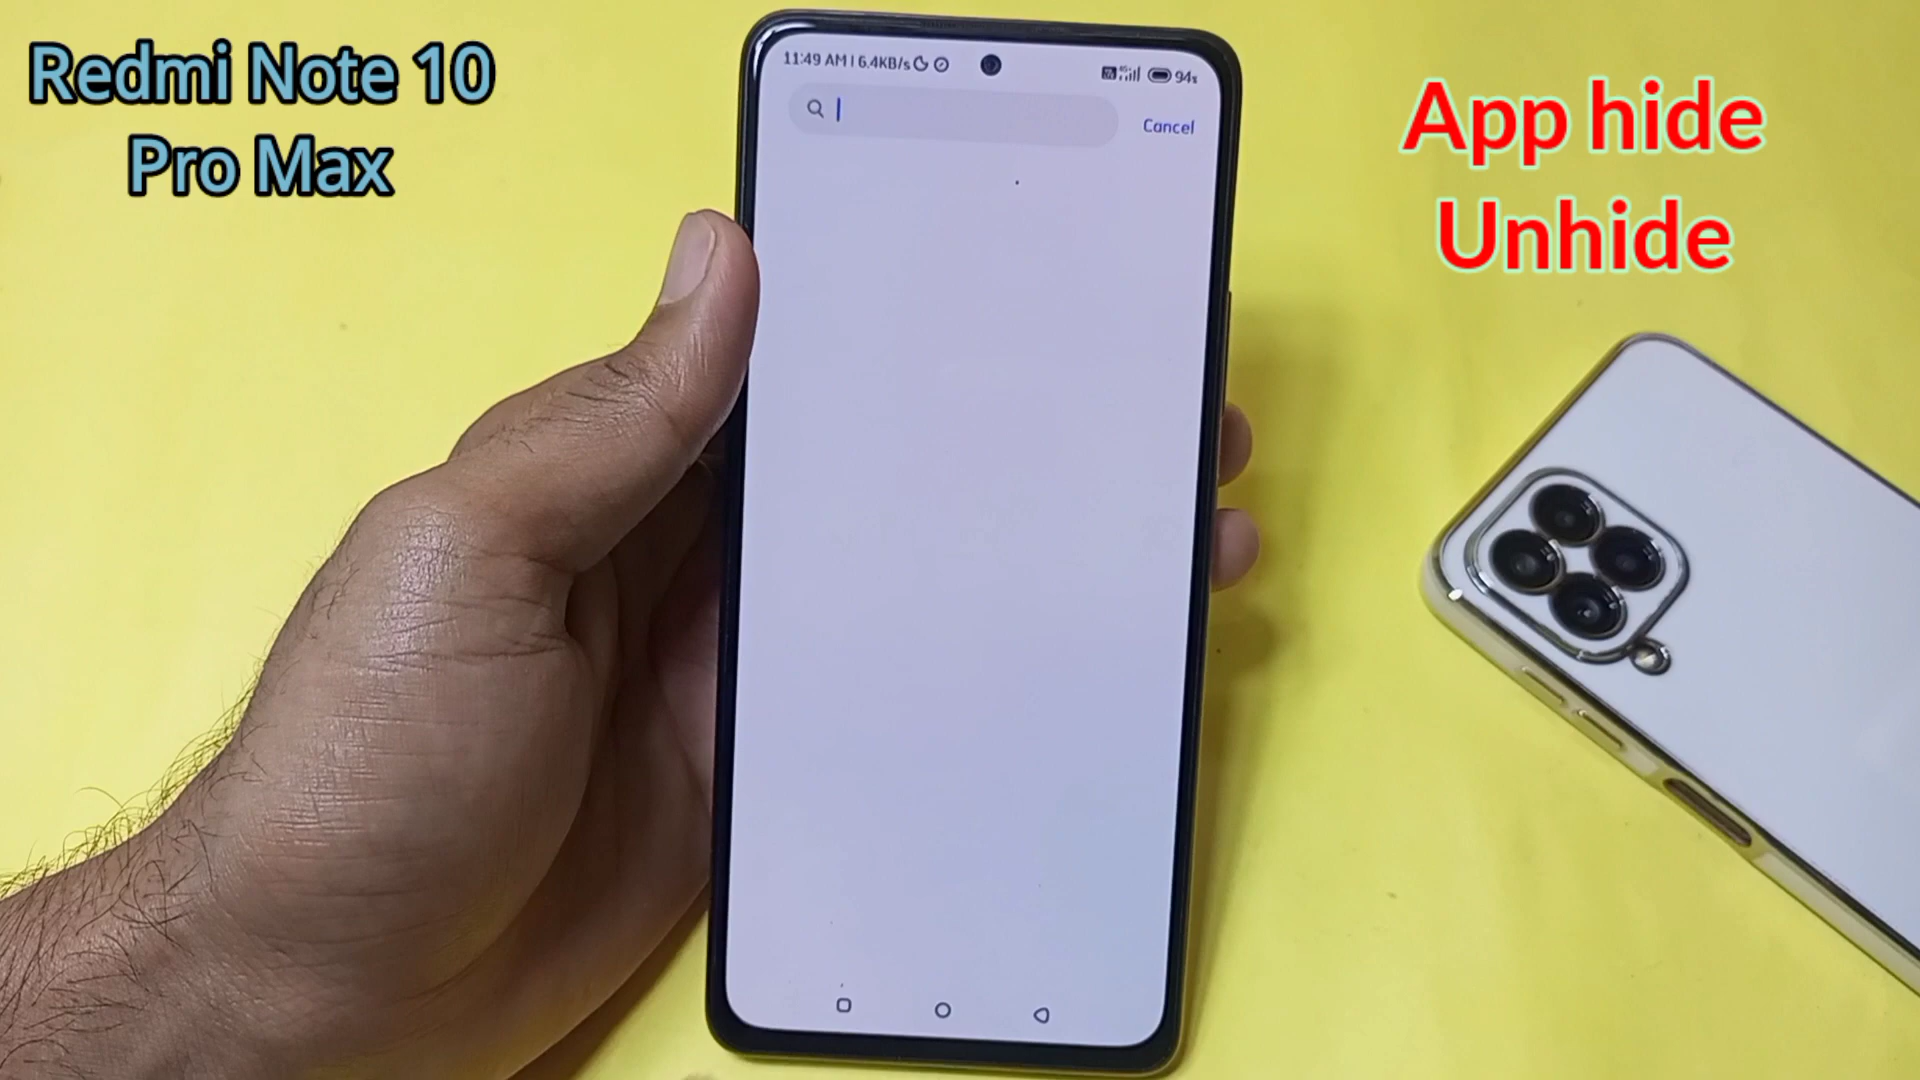 Redmi Note 10
Pro Max
App hide
Unhide
11:49 AM | 6.4KB/s
94%
Cancel